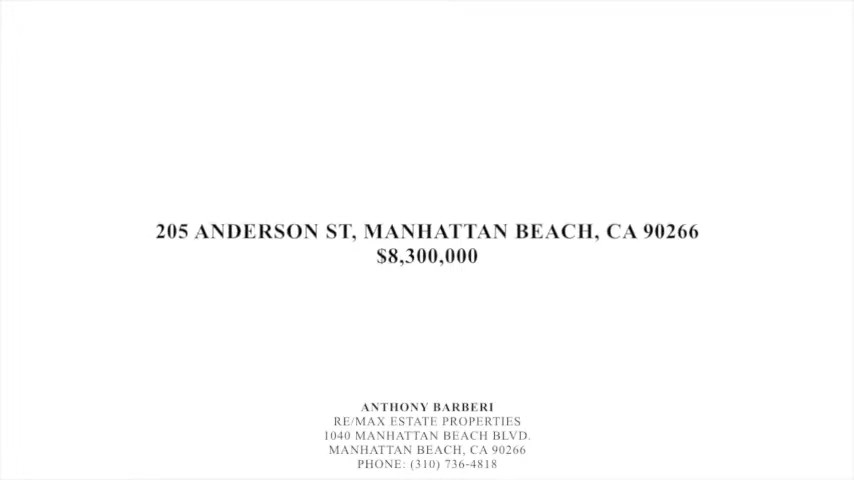 205 ANDERSON ST, MANHATTAN BEACH, CA 90266
$8,300,000
ANTHONY BARBERI
RE/MAX ESTATE PROPERTIES
1040 MANHATTAN BEACH BLVD.
MANHATTAN BEACH, CA 90266
PHONE: (310) 736-4818